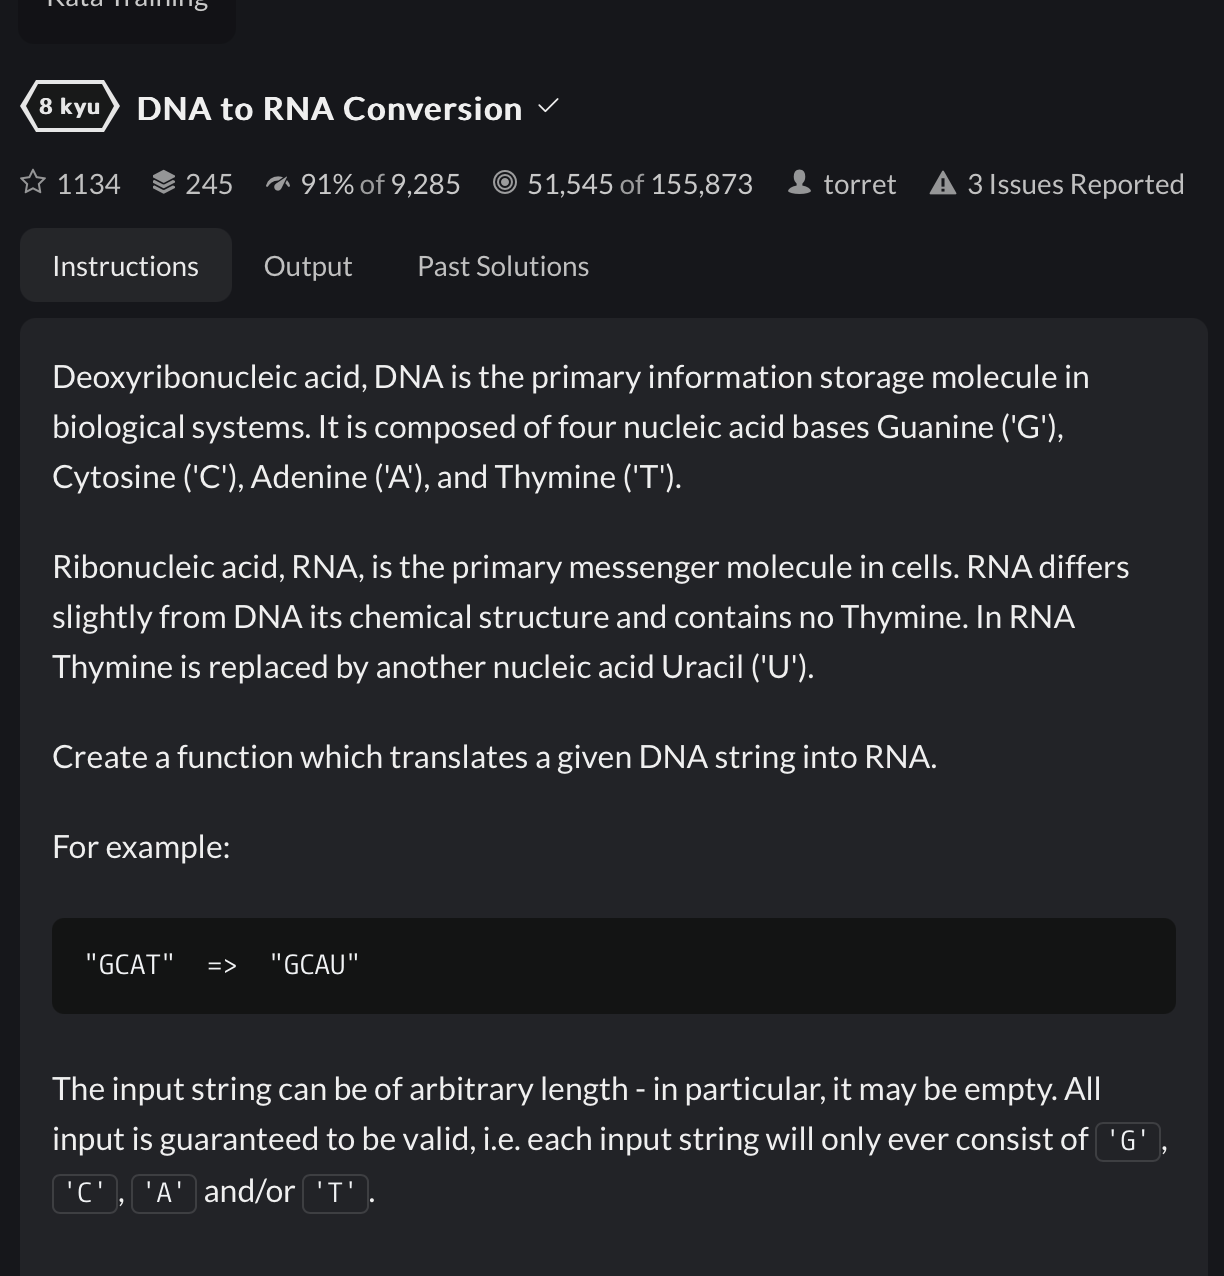 Kata Training
8 kyu DNA to RNA Conversion
1134 245 91% of 9,285 51,545 of 155,873 torret 3 Issues Reported
Instructions Output Past Solutions
Deoxyribonucleic acid, DNA is the primary information storage molecule in
biological systems. It is composed of four nucleic acid bases Guanine ('G'),
Cytosine ('C'), Adenine ('A'), and Thymine ('T').
Ribonucleic acid, RNA, is the primary messenger molecule in cells. RNA differs
slightly from DNA its chemical structure and contains no Thymine. In RNA
Thymine is replaced by another nucleic acid Uracil ('U').
Create a function which translates a given DNA string into RNA.
For example:
"GCAT"  =>  "GCAU"
The input string can be of arbitrary length - in particular, it may be empty. All
input is guaranteed to be valid, i.e. each input string will only ever consist of 'G',
'C', 'A' and/or 'T'.